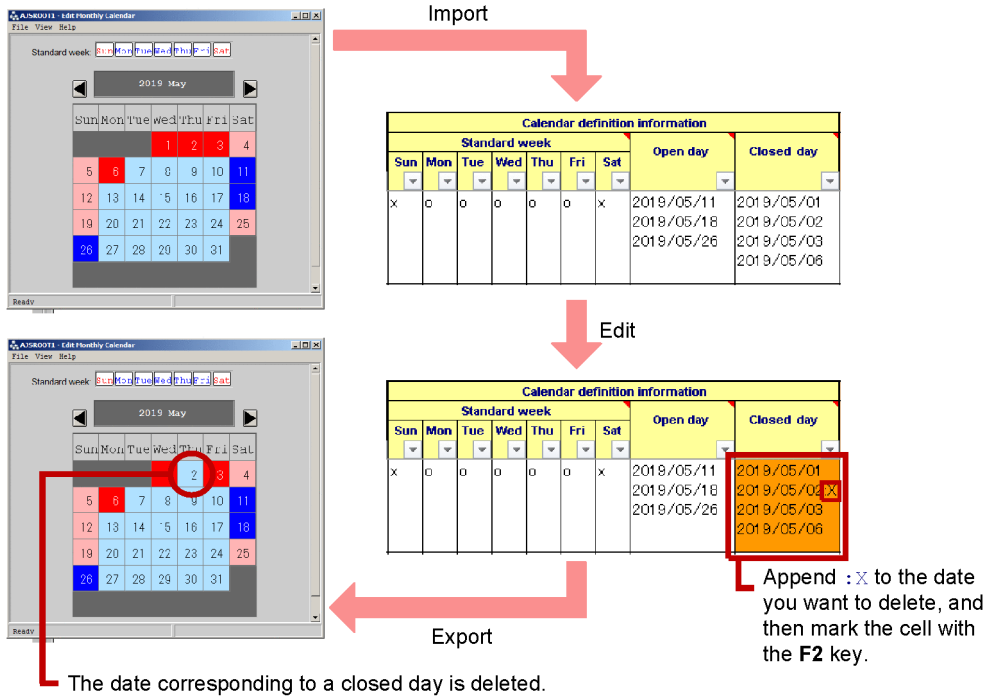 AJSROOT1 - Edit Monthly Calendar
File View Help
Standard week: Sun Mon Tue Wed Thu Fri Sat
2019 May
Sun Mon Tue Wed Thu Fri Sat
1 2 3 4
5 6 7 8 9 10 11
12 13 14 15 16 17 18
19 20 21 22 23 24 25
26 27 28 29 30 31
Ready
Import
Calendar definition information
Standard week
Open day
Closed day
Sun Mon Tue Wed Thu Fri Sat
x o o o o o x
2019/05/11
2019/05/18
2019/05/26
2019/05/01
2019/05/02
2019/05/03
2019/05/06
Edit
AJSROOT1 - Edit Monthly Calendar
File View Help
Standard week: Sun Mon Tue Wed Thu Fri Sat
2019 May
Sun Mon Tue Wed Thu Fri Sat
2 3 4
5 6 7 8 9 10 11
12 13 14 15 16 17 18
19 20 21 22 23 24 25
26 27 28 29 30 31
Ready
Calendar definition information
Standard week
Open day
Closed day
Sun Mon Tue Wed Thu Fri Sat
x o o o o o x
2019/05/11
2019/05/18
2019/05/26
2019/05/01
2019/05/02:X
2019/05/03
2019/05/06
Append :X to the date
you want to delete, and
then mark the cell with
the F2 key.
Export
The date corresponding to a closed day is deleted.